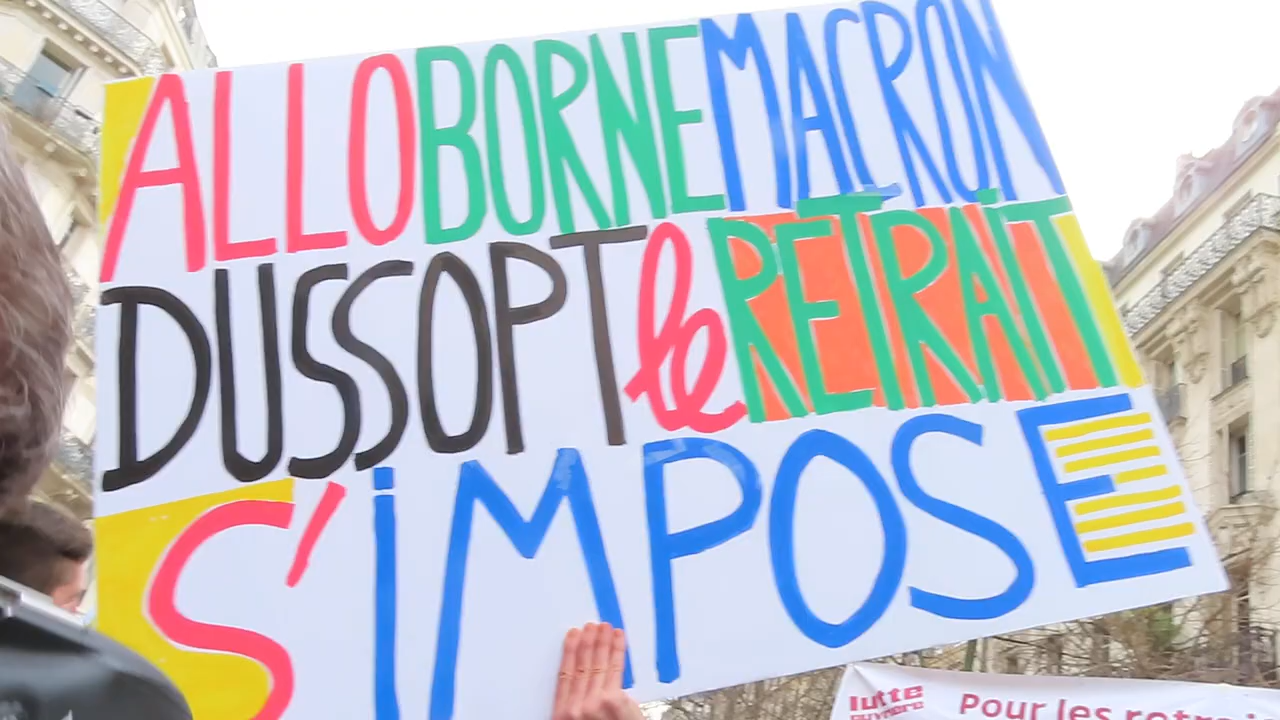 ALLO BORNE MACRON
DUSSOPT le RETRAIT
S'iMPOSE
lutte
ouvrière
Pour les retrai